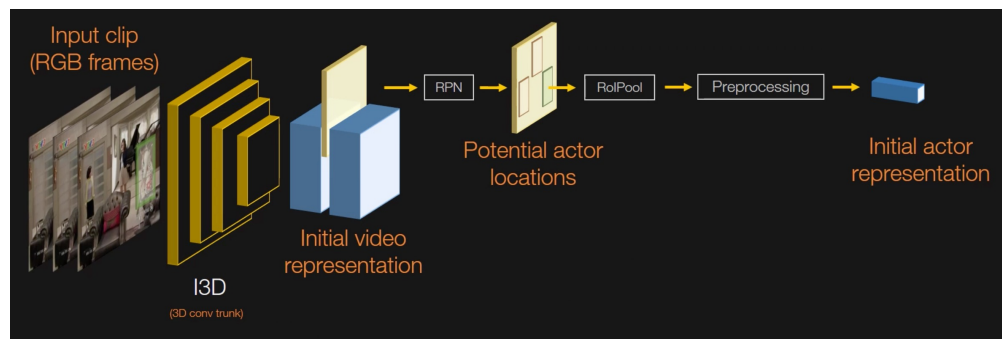 Input clip
(RGB frames)
I3D
(3D conv trunk)
Initial video
representation
RPN
Potential actor
locations
RoIPool
Preprocessing
Initial actor
representation